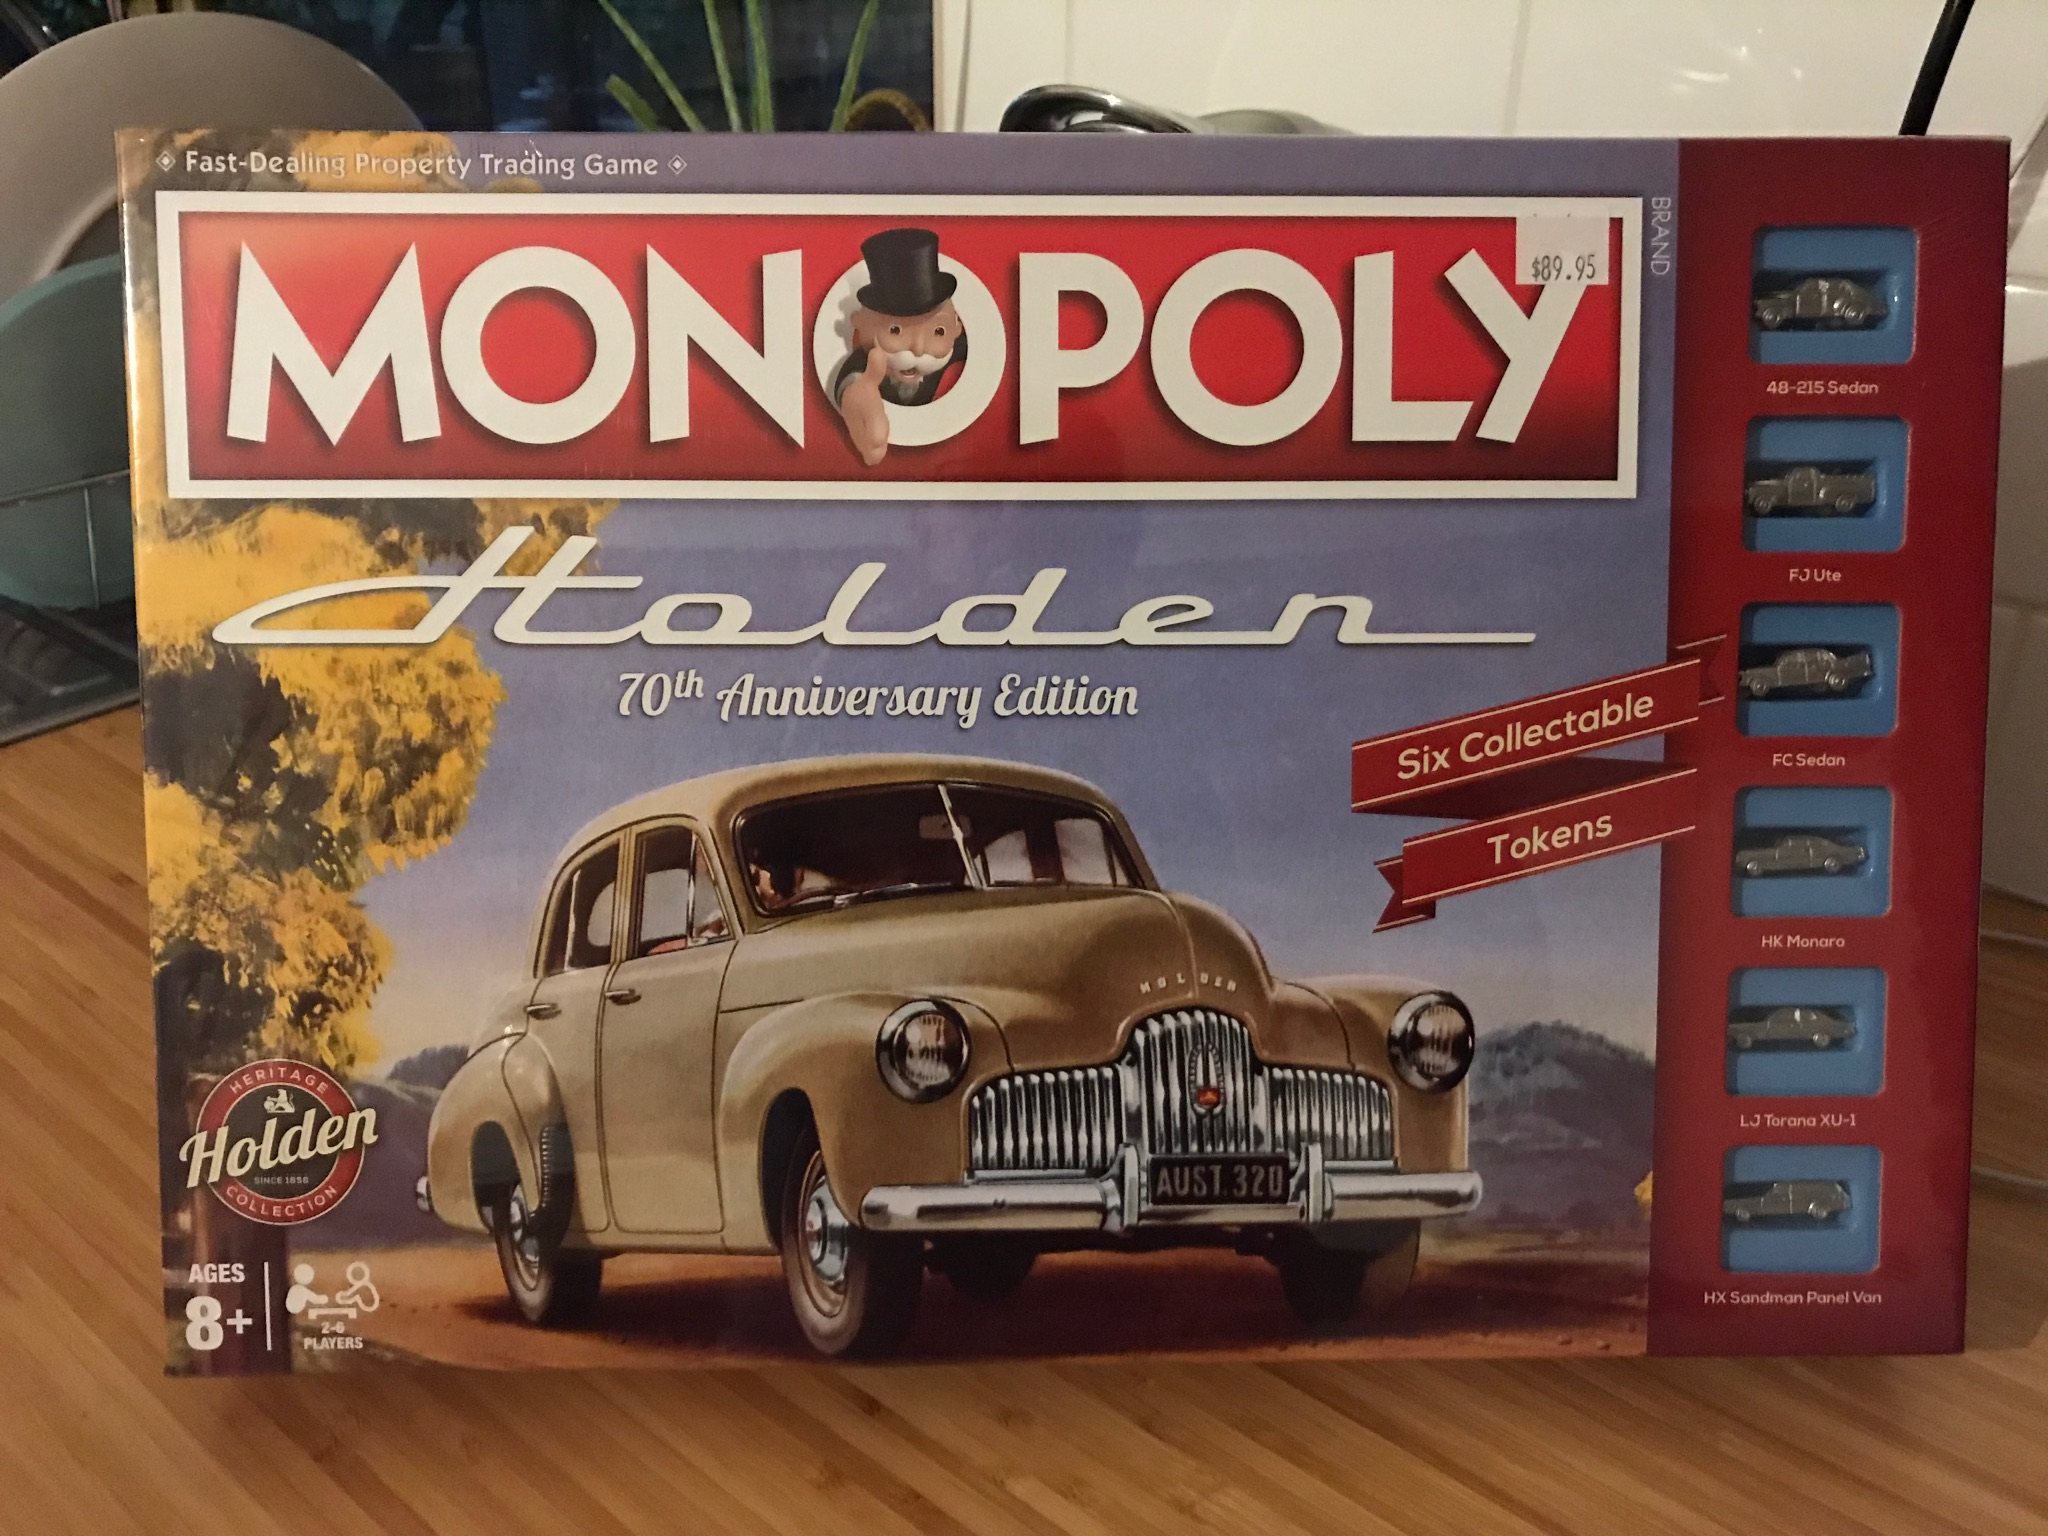 Fast-Dealing Property Trading Game
MONOPOLY
BRAND
$89.95
Holden
70th Anniversary Edition
Six Collectable
Tokens
48-215 Sedan
FJ Ute
FC Sedan
HK Monaro
LJ Torana XU-1
HX Sandman Panel Van
HOLDEN
AUST. 320
HERITAGE
Holden
SINCE 1856
COLLECTION
AGES
8+
2-6
PLAYERS